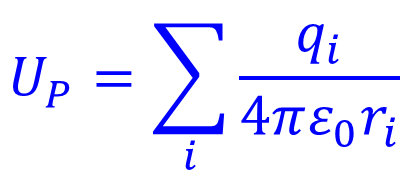 U_P = \sum_i \frac{q_i}{4\pi\varepsilon_0 r_i}